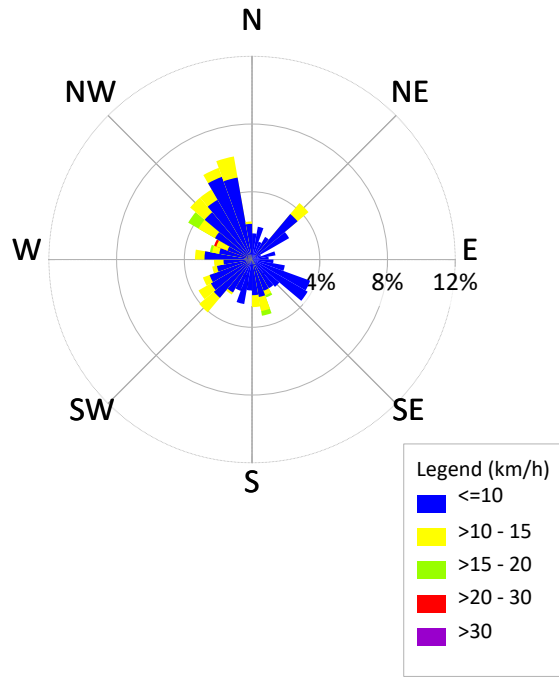 N
NW
NE
W
E
4%
8%
12%
SW
SE
S
Legend (km/h)
<=10
>10 - 15
>15 - 20
>20 - 30
>30